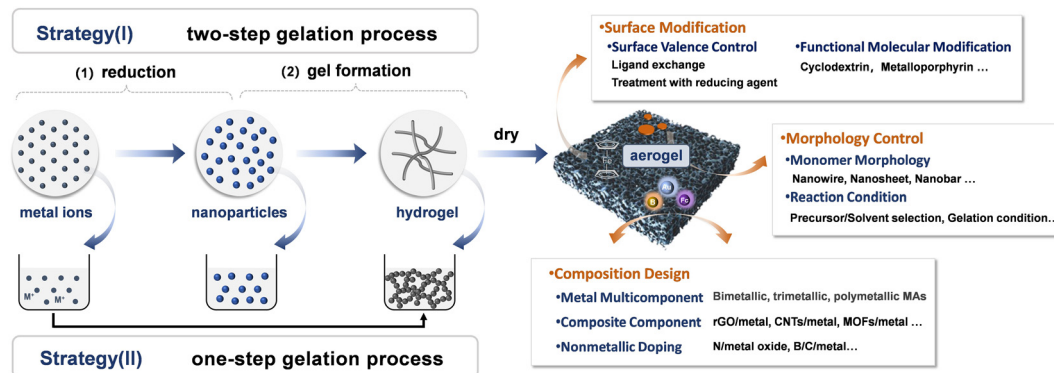 Strategy(I) two-step gelation process
(1) reduction
(2) gel formation
metal ions
nanoparticles
hydrogel
dry
M⁺
M⁺
Strategy(II) one-step gelation process
aerogel
Fe
Au
B
Fc
•Surface Modification
•Surface Valence Control
Ligand exchange
Treatment with reducing agent
•Functional Molecular Modification
Cyclodextrin, Metalloporphyrin ...
•Morphology Control
•Monomer Morphology
Nanowire, Nanosheet, Nanobar ...
•Reaction Condition
Precursor/Solvent selection, Gelation condition...
•Composition Design
•Metal Multicomponent Bimetallic, trimetallic, polymetallic MAs
•Composite Component rGO/metal, CNTs/metal, MOFs/metal ...
•Nonmetallic Doping N/metal oxide, B/C/metal...